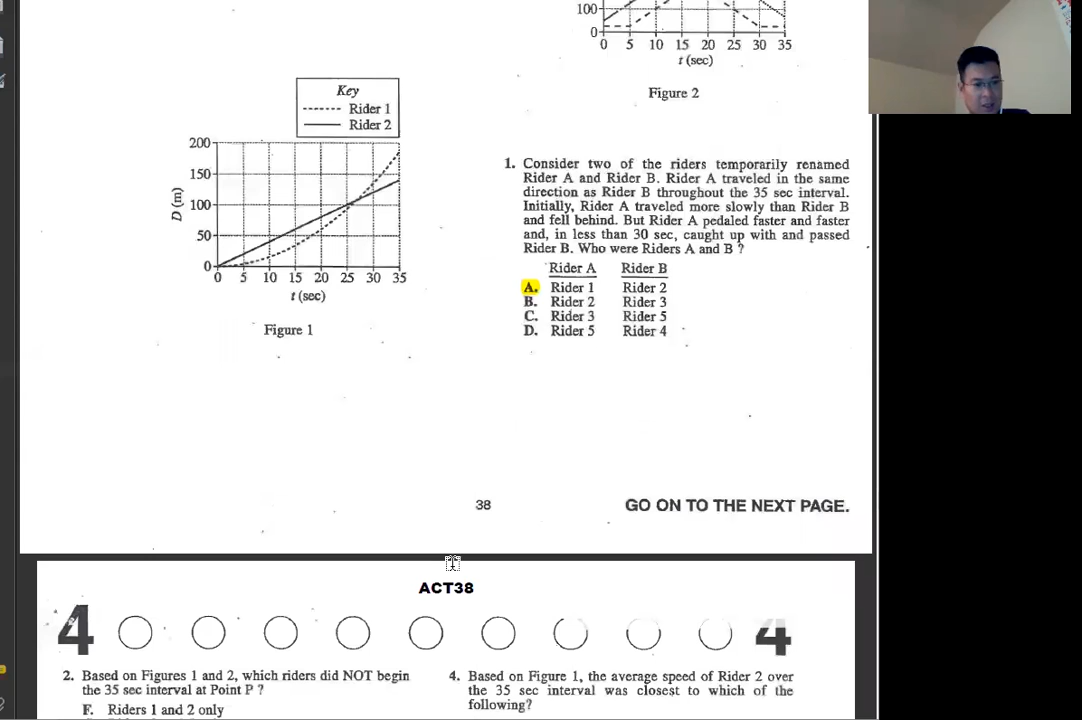 Key
Rider 1
Rider 2
200
150
100
50
0
D (m)
0 5 10 15 20 25 30 35
t (sec)
Figure 1
100
0
0 5 10 15 20 25 30 35
t (sec)
Figure 2
1. Consider two of the riders temporarily renamed
Rider A and Rider B. Rider A traveled in the same
direction as Rider B throughout the 35 sec interval.
Initially, Rider A traveled more slowly than Rider B
and fell behind. But Rider A pedaled faster and faster
and, in less than 30 sec, caught up with and passed
Rider B. Who were Riders A and B ?
Rider A Rider B
A. Rider 1 Rider 2
B. Rider 2 Rider 3
C. Rider 3 Rider 5
D. Rider 5 Rider 4
38
GO ON TO THE NEXT PAGE.
ACT38
4 4
2. Based on Figures 1 and 2, which riders did NOT begin
the 35 sec interval at Point P ?
F. Riders 1 and 2 only
4. Based on Figure 1, the average speed of Rider 2 over
the 35 sec interval was closest to which of the
following?